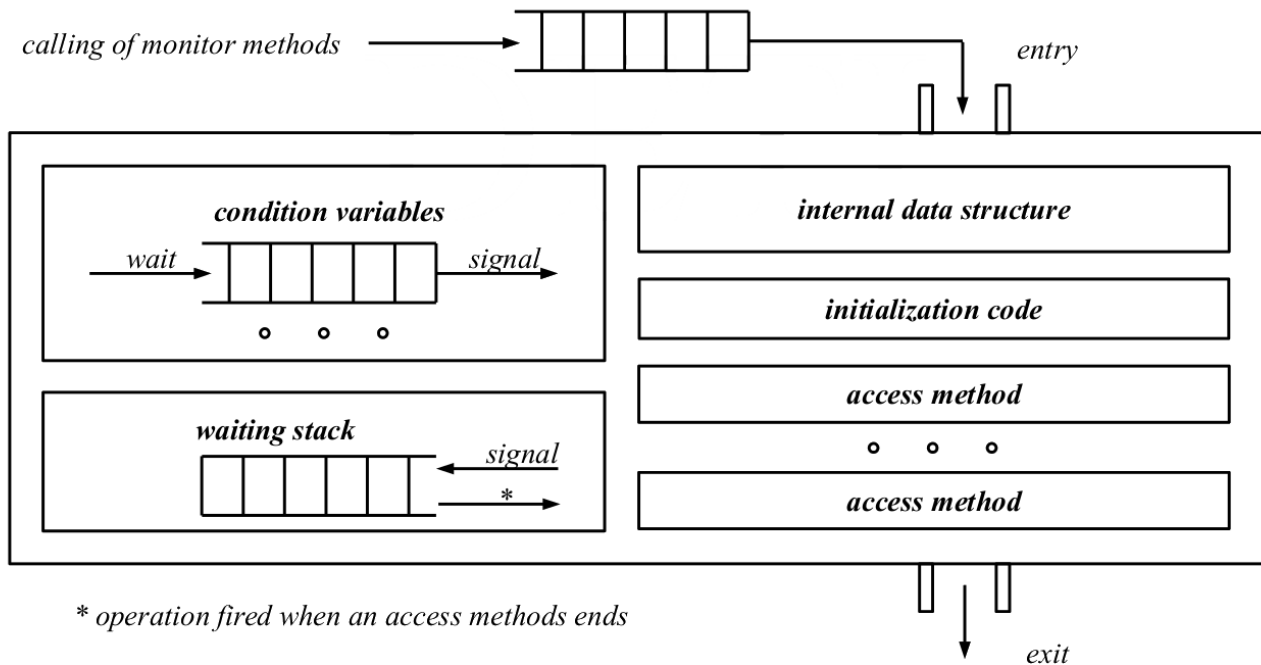 calling of monitor methods
entry
condition variables
wait
signal
internal data structure
initialization code
waiting stack
signal
*
access method
access method
* operation fired when an access methods ends
exit